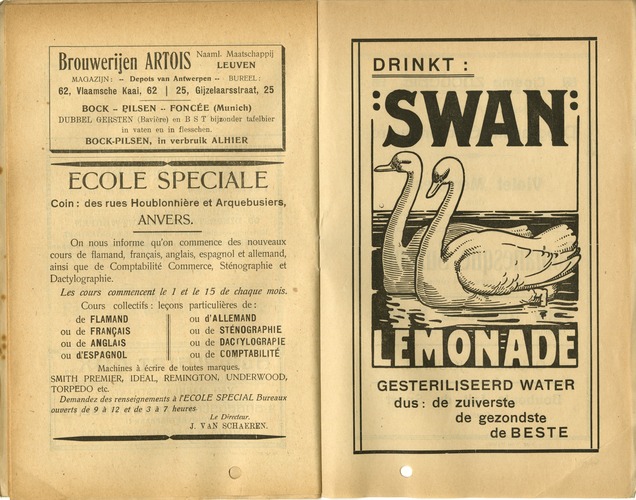 Brouwerijen ARTOIS Naaml. Maatschappij
LEUVEN
MAGAZIJN: -- Depots van Antwerpen -- BUREEL:
62, Vlaamsche Kaai, 62 | 25, Gijzelaarsstraat, 25
BOCK -- PILSEN -- FONCÉE (Munich)
DUBBEL GERSTEN (Bavière) en B S T bijzonder tafelbier
in vaten en in flesschen.
BOCK-PILSEN, in verbruik ALHIER
ECOLE SPECIALE
Coin: des rues Houblonhière et Arquebusiers,
ANVERS.
On nous informe qu'on commence des nouveaux
cours de flamand, français, anglais, espagnol et allemand,
ainsi que de Comptabilité Commerce, Sténographie et
Dactylographie.
Les cours commencent le 1 et le 15 de chaque mois.
Cours collectifs: leçons particulières de:
de FLAMAND
ou de FRANÇAIS
ou de ANGLAIS
ou d'ESPAGNOL
ou d'ALLEMAND
ou de STÉNOGRAPHIE
ou de DACTYLOGRAPIE
ou de COMPTABILITÉ
Machines à écrire de toutes marques,
SMITH PREMIER, IDEAL, REMINGTON, UNDERWOOD,
TORPEDO etc.
Demandez des renseignements à l'ECOLE SPECIAL Bureaux
ouverts de 9 à 12 et de 3 à 7 heures.
Le Directeur.
J. VAN SCHAEREN.
DRINKT:
SWAN
LEMONADE
GESTERILISEERD WATER
dus: de zuiverste
de gezondste
de BESTE